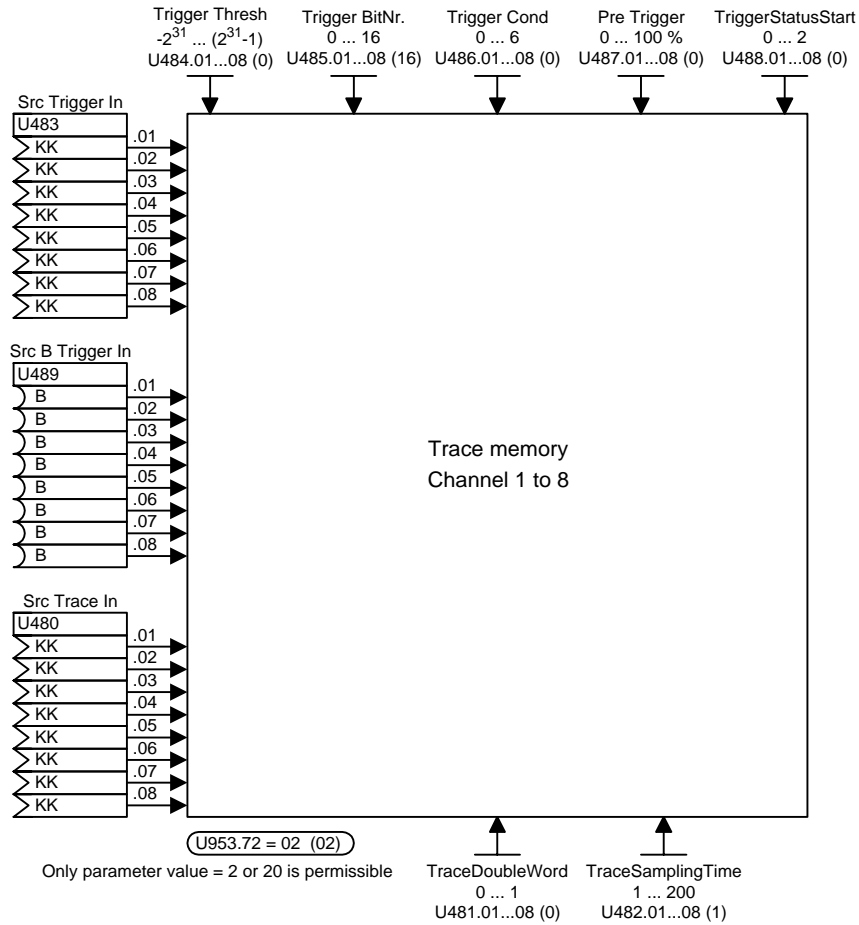 Trigger Thresh
-2^31 ... (2^31-1)
U484.01...08 (0)
Trigger BitNr.
0 ... 16
U485.01...08 (16)
Trigger Cond
0 ... 6
U486.01...08 (0)
Pre Trigger
0 ... 100 %
U487.01...08 (0)
TriggerStatusStart
0 ... 2
U488.01...08 (0)
Src Trigger In
U483
KK .01
KK .02
KK .03
KK .04
KK .05
KK .06
KK .07
KK .08
Src B Trigger In
U489
B .01
B .02
B .03
B .04
B .05
B .06
B .07
B .08
Trace memory
Channel 1 to 8
Src Trace In
U480
KK .01
KK .02
KK .03
KK .04
KK .05
KK .06
KK .07
KK .08
U953.72 = 02 (02)
Only parameter value = 2 or 20 is permissible
TraceDoubleWord
0 ... 1
U481.01...08 (0)
TraceSamplingTime
1 ... 200
U482.01...08 (1)